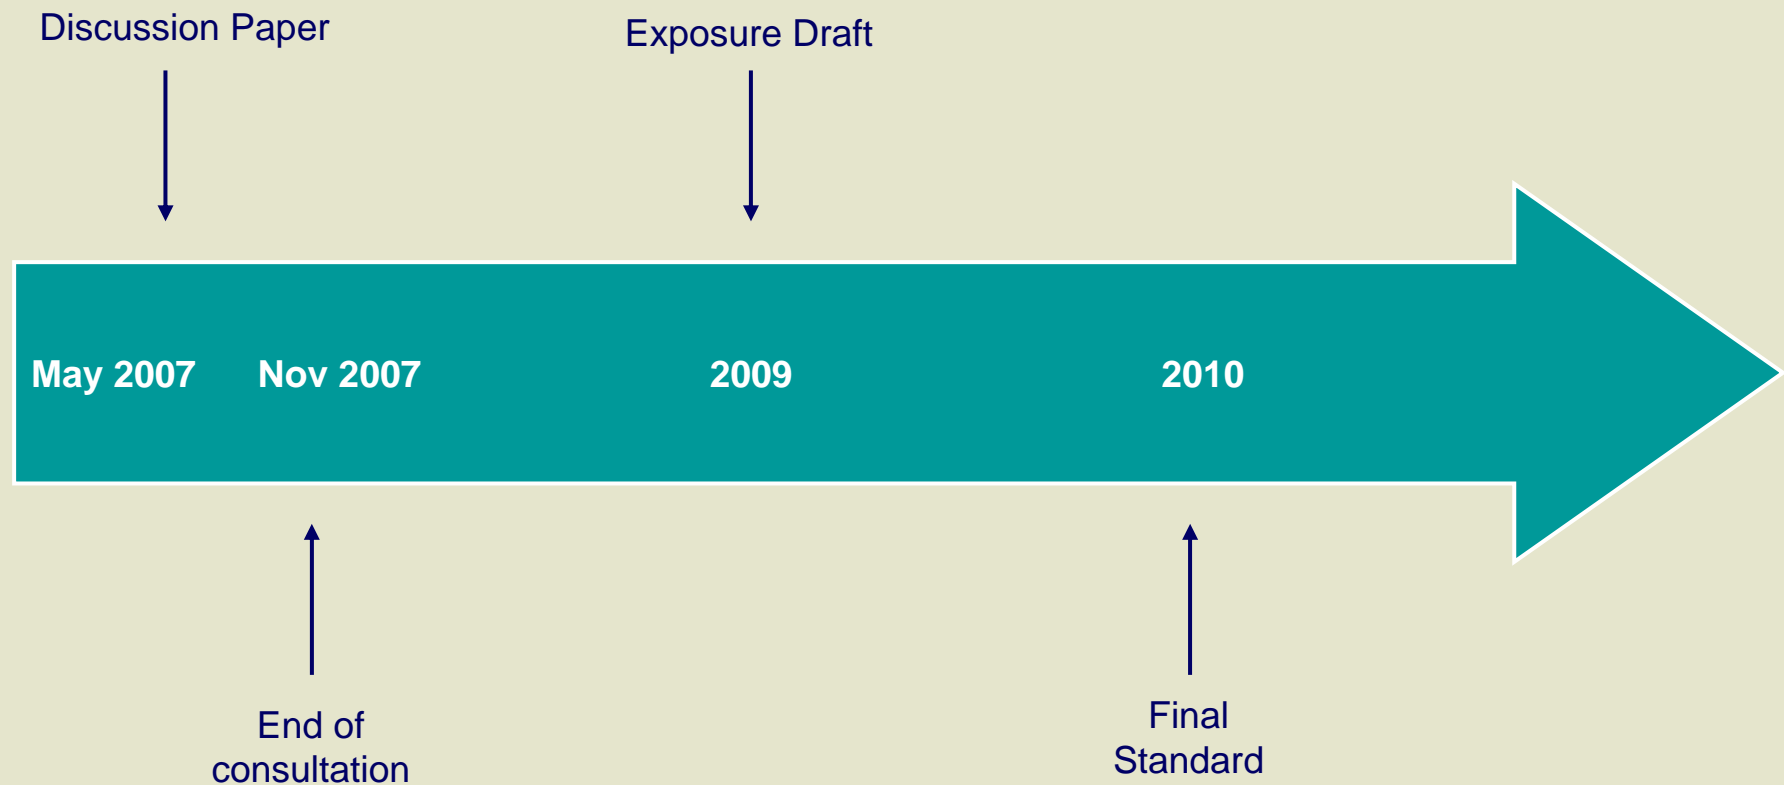 Discussion Paper
Exposure Draft
May 2007
Nov 2007
2009
2010
End of
consultation
Final
Standard